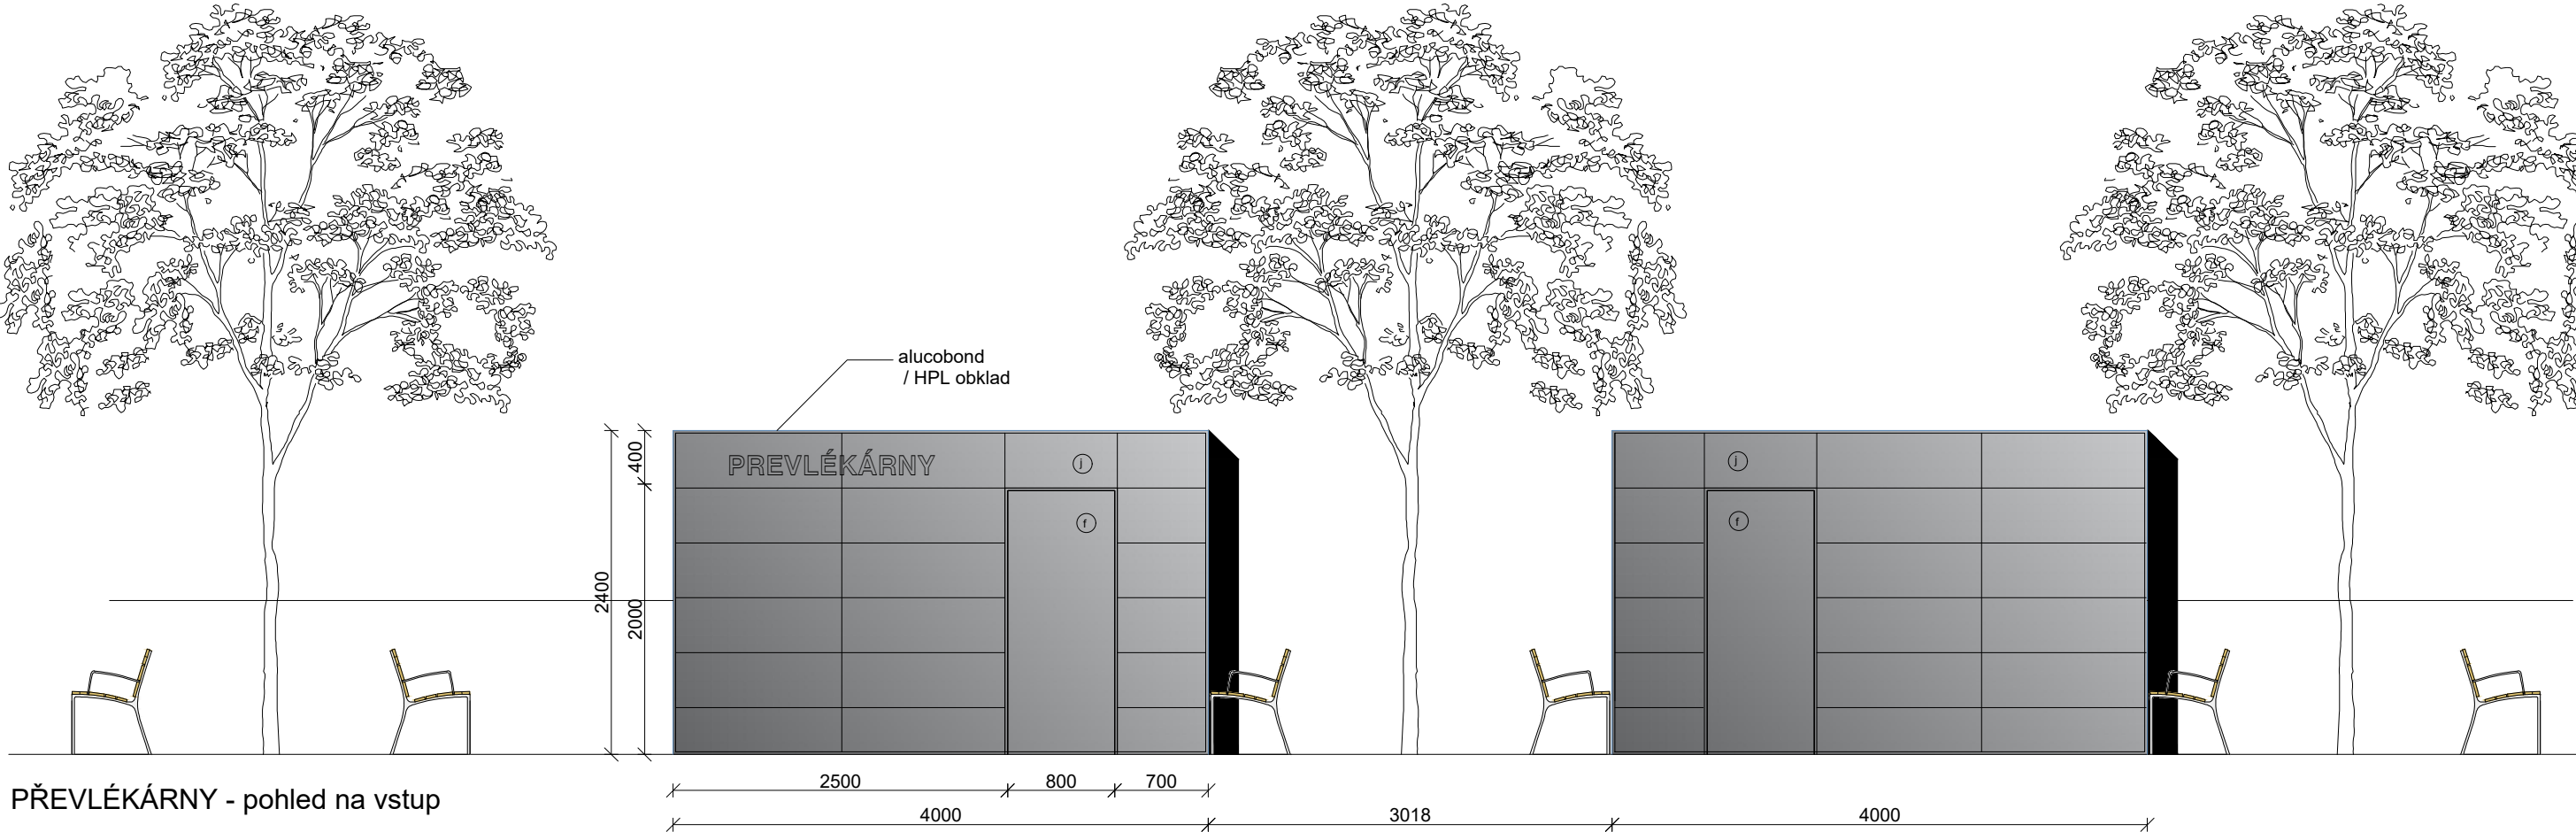 alucobond
/ HPL obklad
PREVLÉKÁRNY
j
j
f
f
400
2400
2000
2500
800
700
4000
3018
4000
PŘEVLÉKÁRNY - pohled na vstup